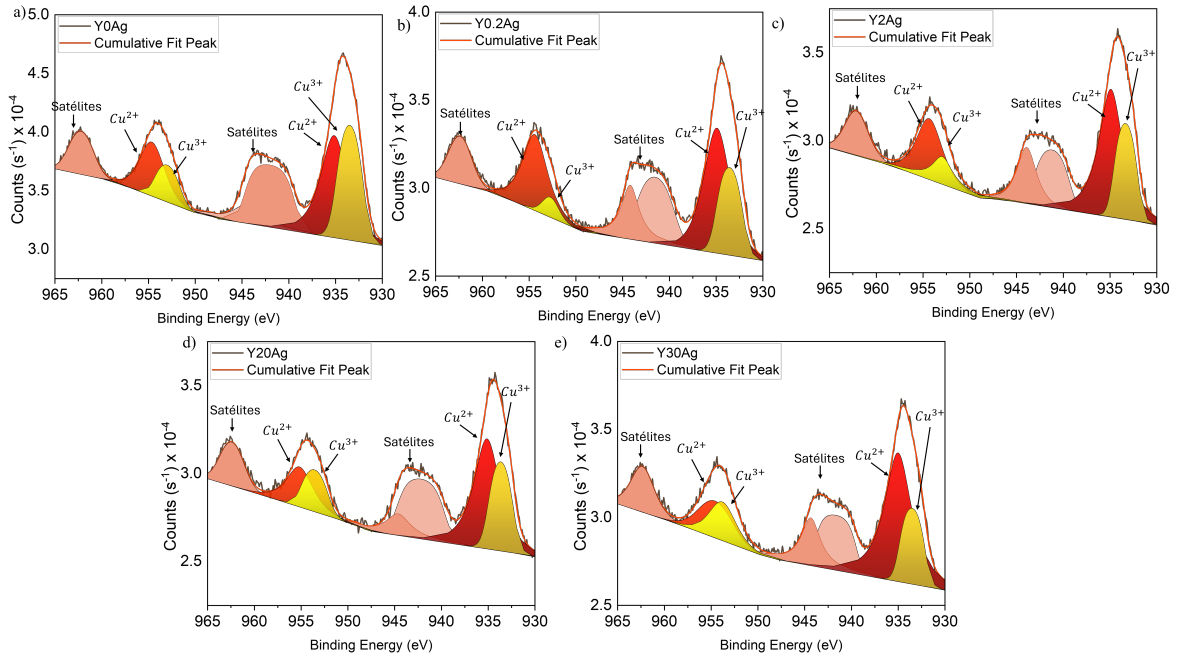 a)
Y0Ag
Cumulative Fit Peak
Satélites
Cu²⁺
Cu³⁺
Satélites
Cu²⁺
Cu³⁺
5.0
4.5
4.0
3.5
3.0
Counts (s⁻¹) x 10⁻⁴
965 960 955 950 945 940 935 930
Binding Energy (eV)
b)
Y0.2Ag
Cumulative Fit Peak
Satélites
Cu²⁺
Cu³⁺
Satélites
Cu²⁺
Cu³⁺
4.0
3.5
3.0
2.5
Counts (s⁻¹) x 10⁻⁴
965 960 955 950 945 940 935 930
Binding Energy (eV)
c)
Y2Ag
Cumulative Fit Peak
Satélites
Cu²⁺
Cu³⁺
Satélites
Cu²⁺
Cu³⁺
3.5
3.0
2.5
Counts (s⁻¹) x 10⁻⁴
965 960 955 950 945 940 935 930
Binding Energy (eV)
d)
Y20Ag
Cumulative Fit Peak
Satélites
Cu²⁺
Cu³⁺
Satélites
Cu²⁺
Cu³⁺
3.5
3.0
2.5
Counts (s⁻¹) x 10⁻⁴
965 960 955 950 945 940 935 930
Binding Energy (eV)
e)
Y30Ag
Cumulative Fit Peak
Satélites
Cu²⁺
Cu³⁺
Satélites
Cu²⁺
Cu³⁺
4.0
3.5
3.0
2.5
Counts (s⁻¹) x 10⁻⁴
965 960 955 950 945 940 935 930
Binding Energy (eV)